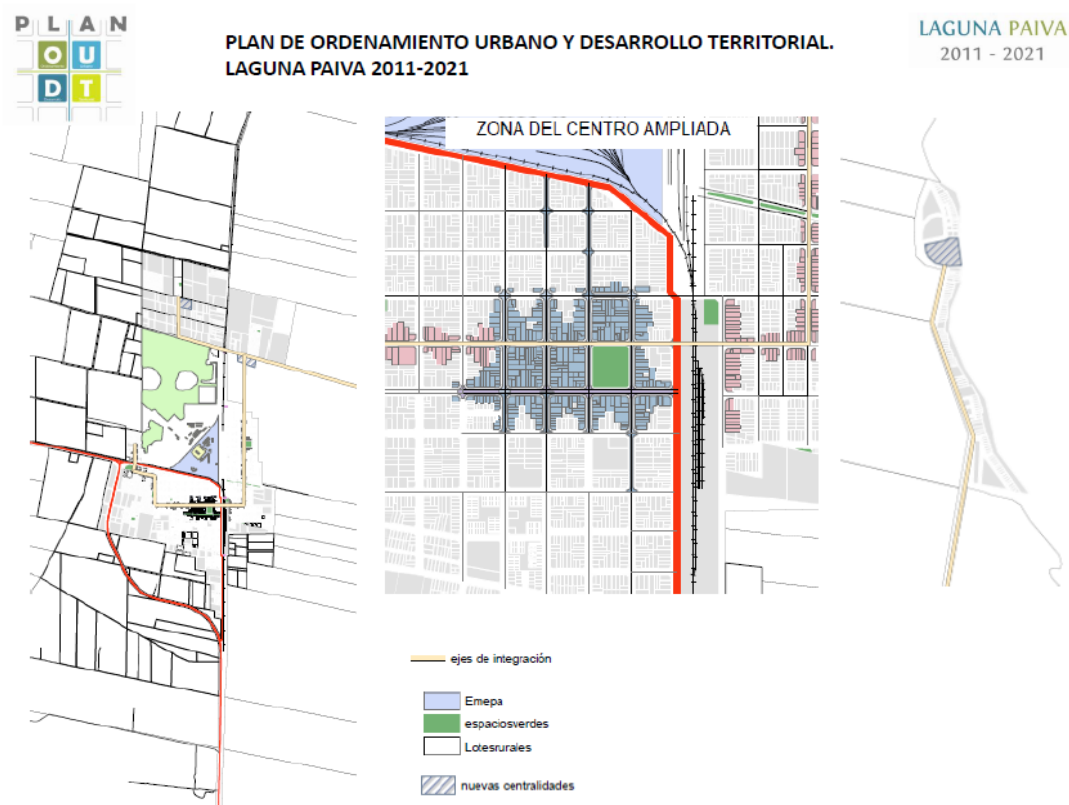 PLAN
O U
D T
PLAN DE ORDENAMIENTO URBANO Y DESARROLLO TERRITORIAL.
LAGUNA PAIVA 2011-2021
LAGUNA PAIVA
2011 - 2021
ZONA DEL CENTRO AMPLIADA
ejes de integración
Emepa
espaciosverdes
Lotesrurales
nuevas centralidades